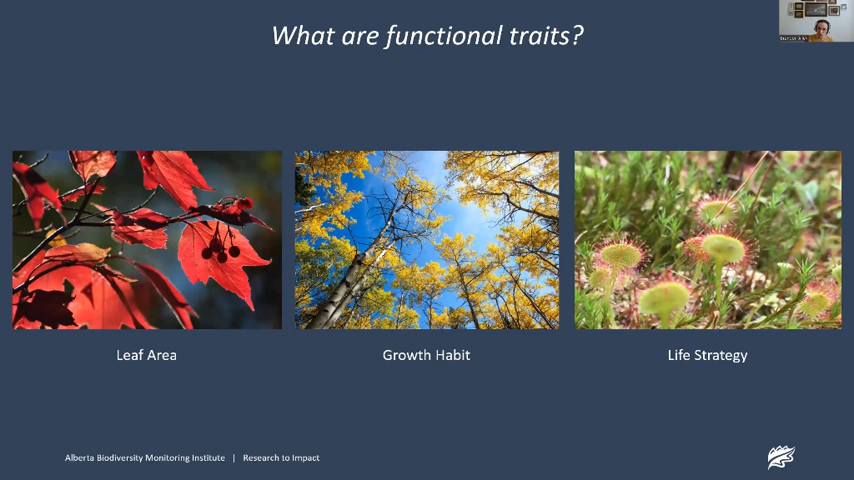 What are functional traits?
Leaf Area
Growth Habit
Life Strategy
Alberta Biodiversity Monitoring Institute | Research to Impact